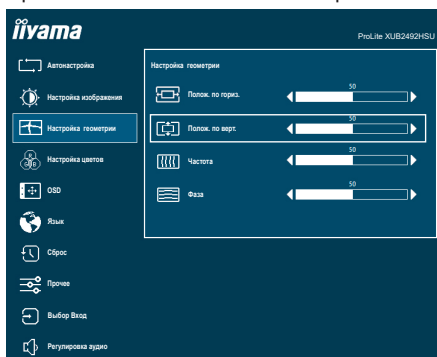 iiyama
ProLite XUB2492HSU
Автонастройка
Настройка изображения
Настройка геометрии
Настройка цветов
R
G
B
OSD
Язык
Сброс
Прочее
Выбор Вход
Регулировка аудио
Настройка геометрии
Полож. по гориз.
50
Полож. по верт.
50
Частота
50
Фаза
50